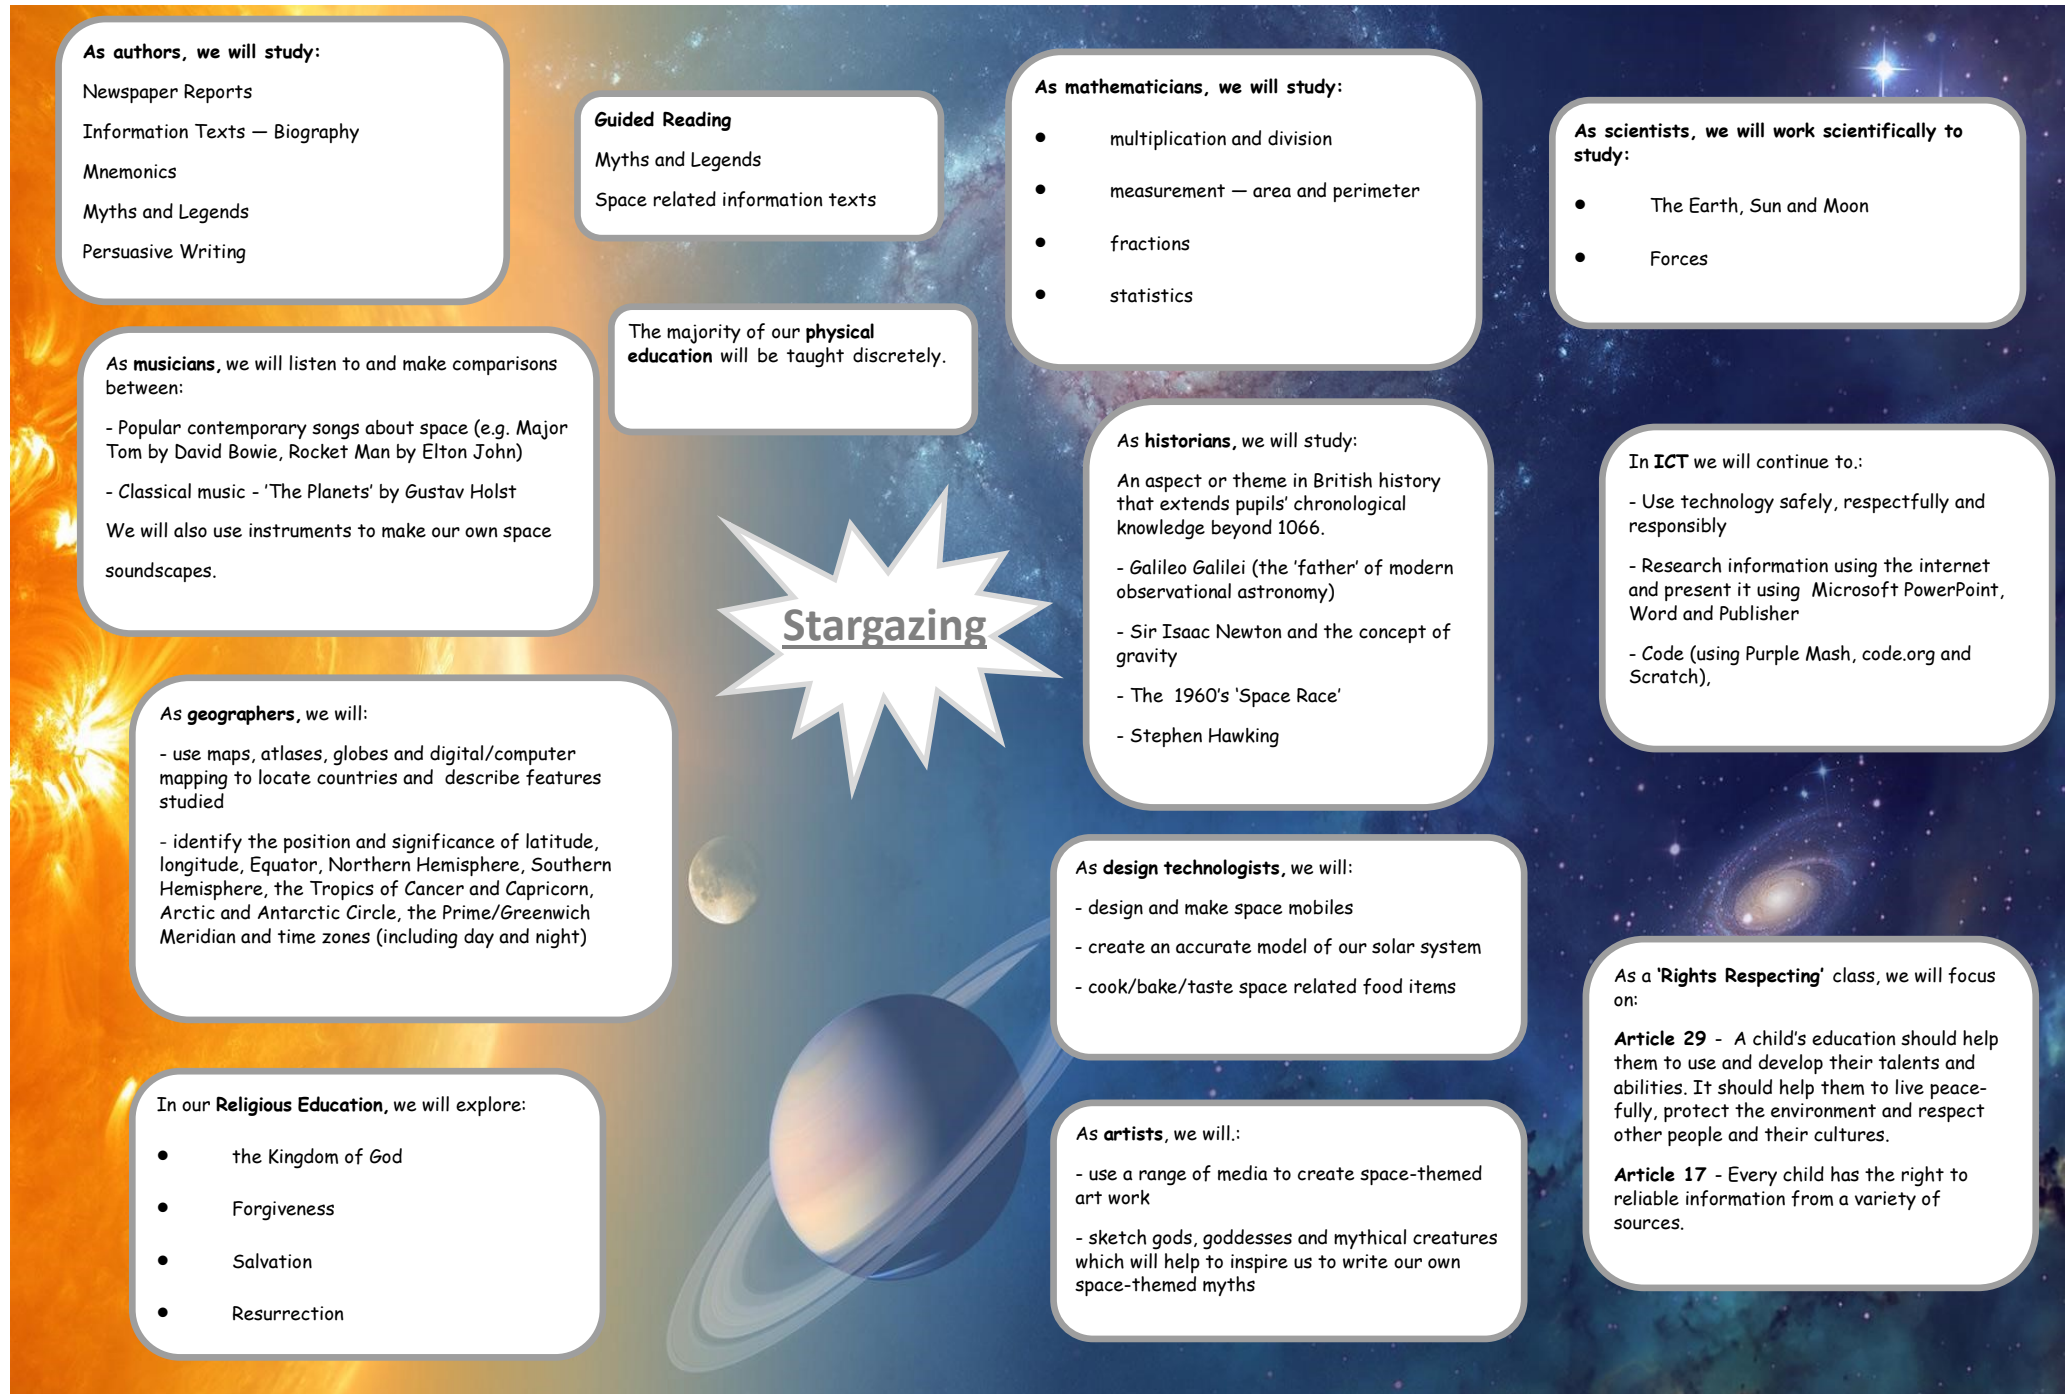 As authors, we will study:
Newspaper Reports
Information Texts — Biography
Mnemonics
Myths and Legends
Persuasive Writing
Guided Reading
Myths and Legends
Space related information texts
As mathematicians, we will study:
● multiplication and division
● measurement — area and perimeter
● fractions
● statistics
As scientists, we will work scientifically to
study:
● The Earth, Sun and Moon
● Forces
As musicians, we will listen to and make comparisons
between:
- Popular contemporary songs about space (e.g. Major
Tom by David Bowie, Rocket Man by Elton John)
- Classical music - 'The Planets' by Gustav Holst
We will also use instruments to make our own space
soundscapes.
The majority of our physical
education will be taught discretely.
Stargazing
As historians, we will study:
An aspect or theme in British history
that extends pupils' chronological
knowledge beyond 1066.
- Galileo Galilei (the 'father' of modern
observational astronomy)
- Sir Isaac Newton and the concept of
gravity
- The 1960's 'Space Race'
- Stephen Hawking
In ICT we will continue to.:
- Use technology safely, respectfully and
responsibly
- Research information using the internet
and present it using Microsoft PowerPoint,
Word and Publisher
- Code (using Purple Mash, code.org and
Scratch),
As geographers, we will:
- use maps, atlases, globes and digital/computer
mapping to locate countries and describe features
studied
- identify the position and significance of latitude,
longitude, Equator, Northern Hemisphere, Southern
Hemisphere, the Tropics of Cancer and Capricorn,
Arctic and Antarctic Circle, the Prime/Greenwich
Meridian and time zones (including day and night)
As design technologists, we will:
- design and make space mobiles
- create an accurate model of our solar system
- cook/bake/taste space related food items
As a 'Rights Respecting' class, we will focus
on:
Article 29 - A child's education should help
them to use and develop their talents and
abilities. It should help them to live peace-
fully, protect the environment and respect
other people and their cultures.
Article 17 - Every child has the right to
reliable information from a variety of
sources.
In our Religious Education, we will explore:
● the Kingdom of God
● Forgiveness
● Salvation
● Resurrection
As artists, we will.:
- use a range of media to create space-themed
art work
- sketch gods, goddesses and mythical creatures
which will help to inspire us to write our own
space-themed myths